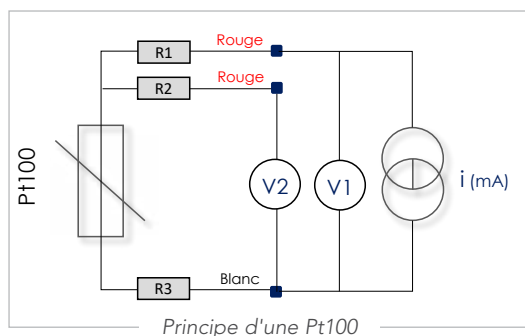 R1
Rouge
R2
Rouge
Pt100
V2
V1
i (mA)
R3
Blanc
Principe d'une Pt100